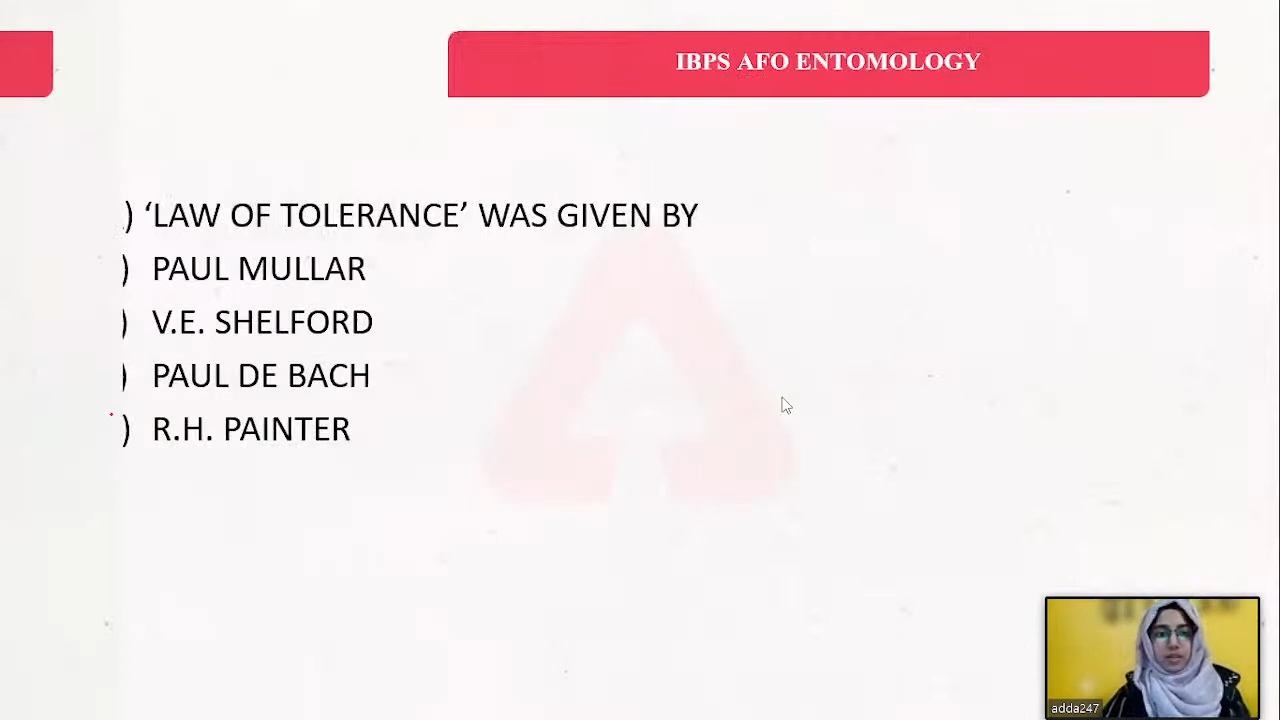 IBPS AFO ENTOMOLOGY
) ‘LAW OF TOLERANCE’ WAS GIVEN BY
) PAUL MULLAR
) V.E. SHELFORD
) PAUL DE BACH
) R.H. PAINTER
adda247